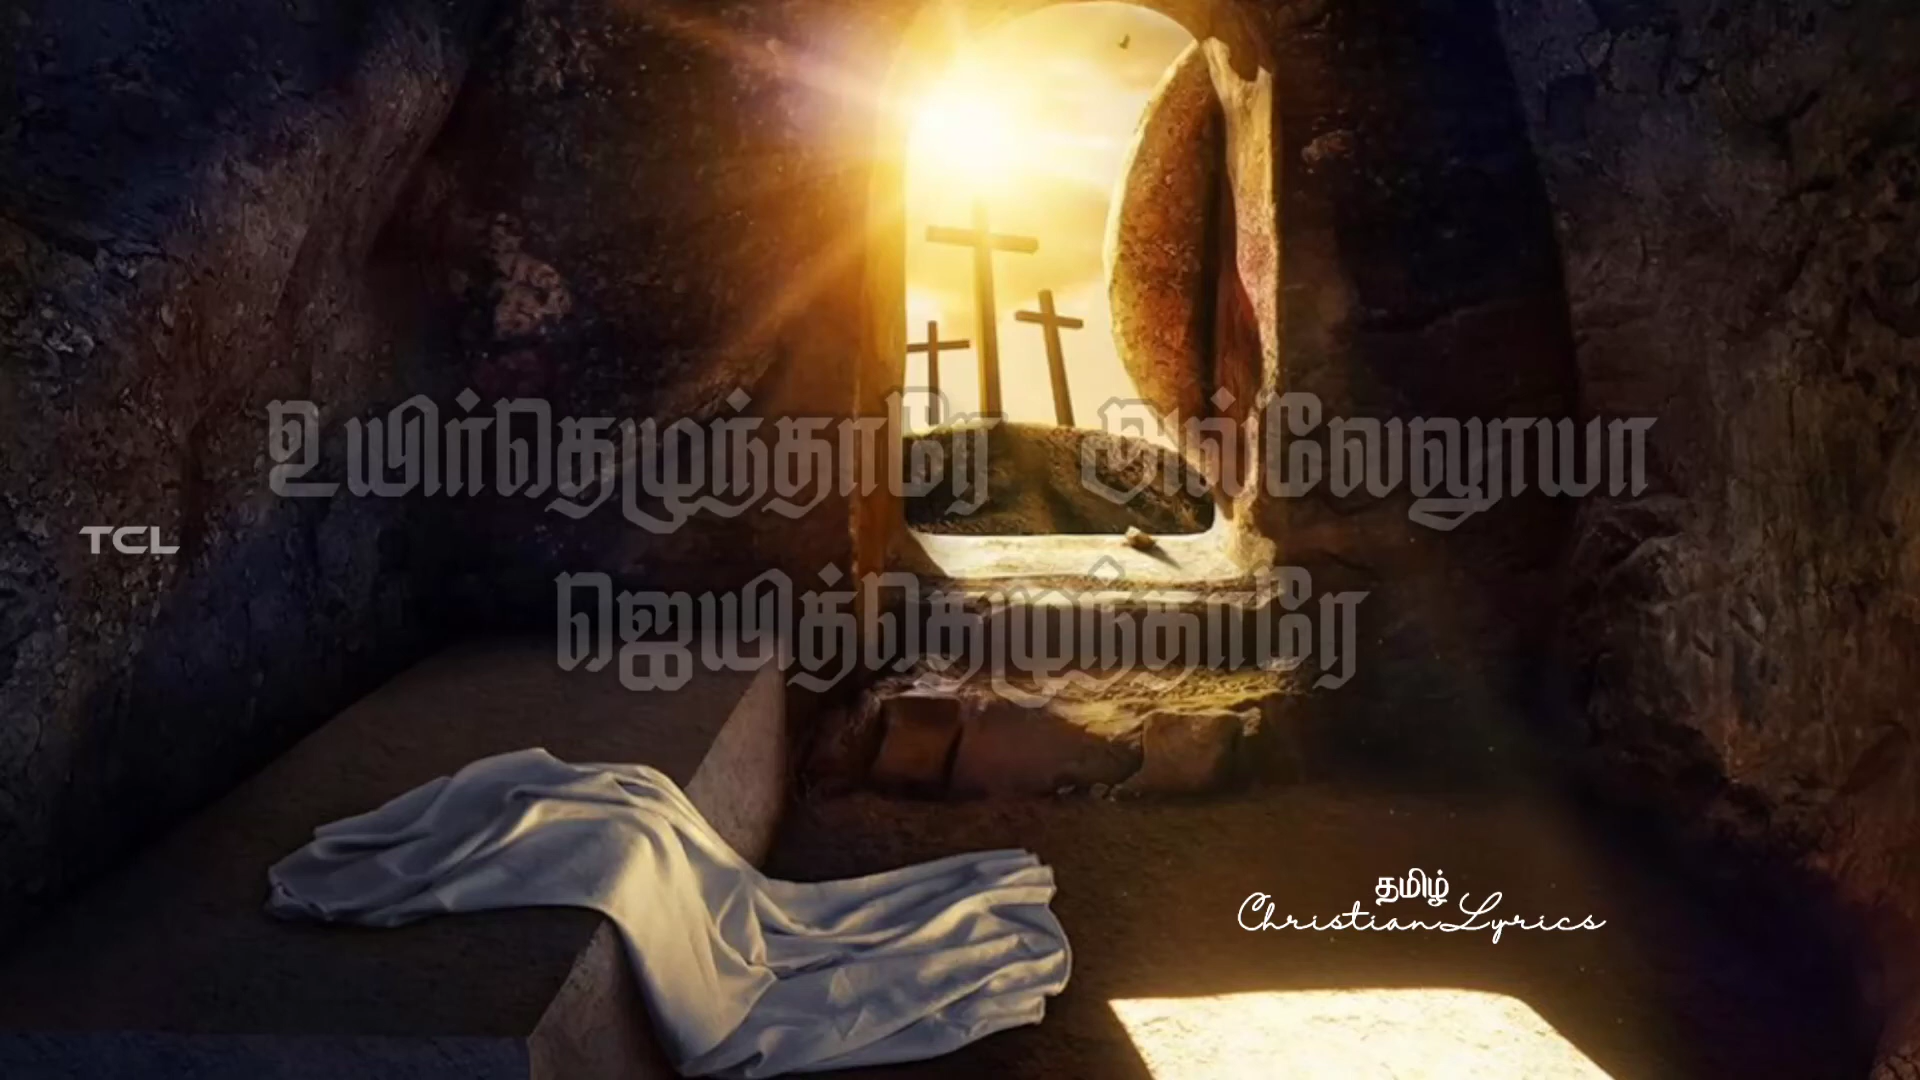 உயிர்தெழுந்தாரே அல்லேலூயா
TCL
ஜெயித்தெழுந்தாரே
தமிழ்
ChristianLyrics